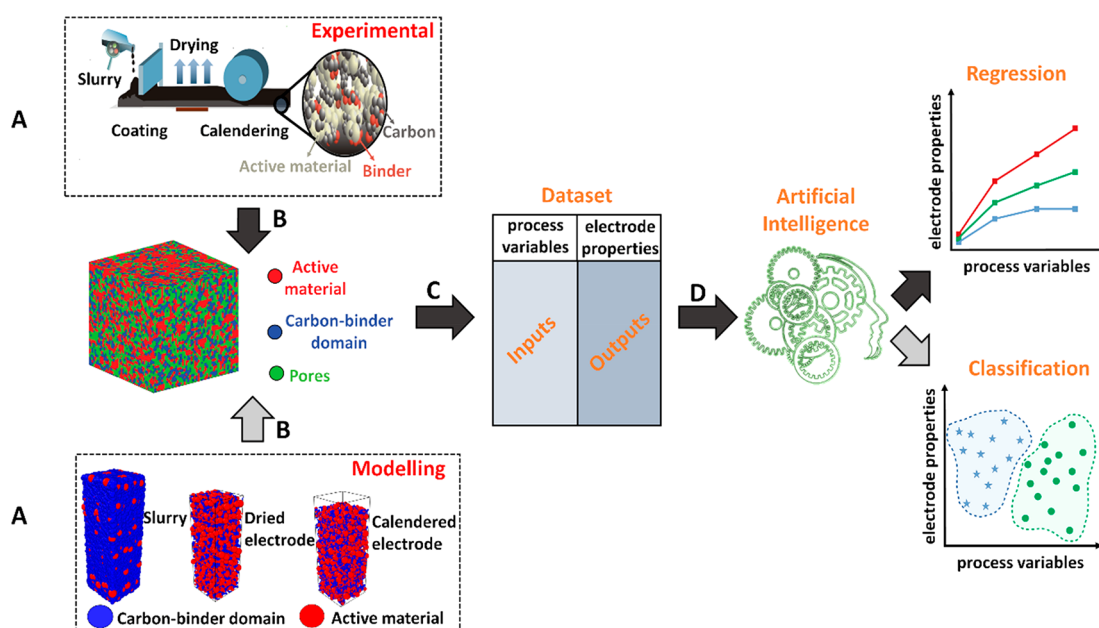 Experimental
Drying
Slurry
Coating
Calendering
Carbon
Active material
Binder
A
B
Active
material
Carbon-binder
domain
Pores
B
Modelling
A
Slurry
Dried
electrode
Calendered
electrode
Carbon-binder domain
Active material
C
Dataset
process
variables
electrode
properties
Inputs
Outputs
D
Artificial
Intelligence
Regression
electrode properties
process variables
Classification
electrode properties
process variables